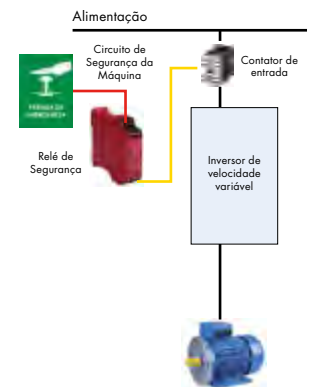 Alimentação
Circuito de
Segurança da
Máquina
Contator de
entrada
Relé de
Segurança
Inversor de
velocidade
variável